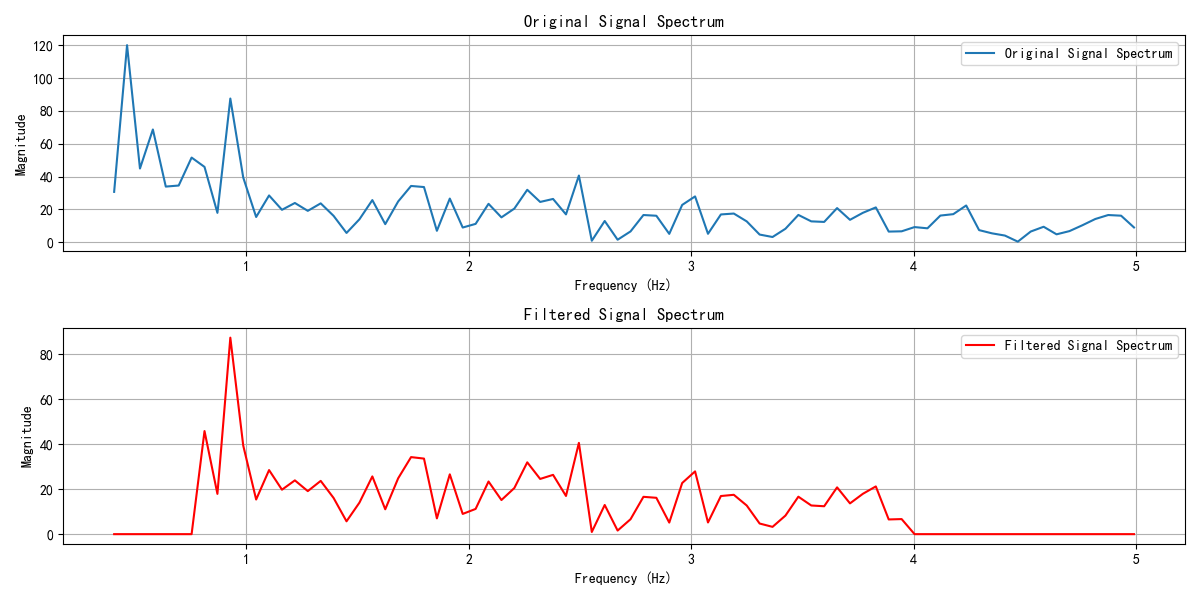 Original Signal Spectrum
Original Signal Spectrum
120
100
80
60
40
20
0
Magnitude
1 2 3 4 5
Frequency (Hz)
Filtered Signal Spectrum
Filtered Signal Spectrum
80
60
40
20
0
Magnitude
1 2 3 4 5
Frequency (Hz)